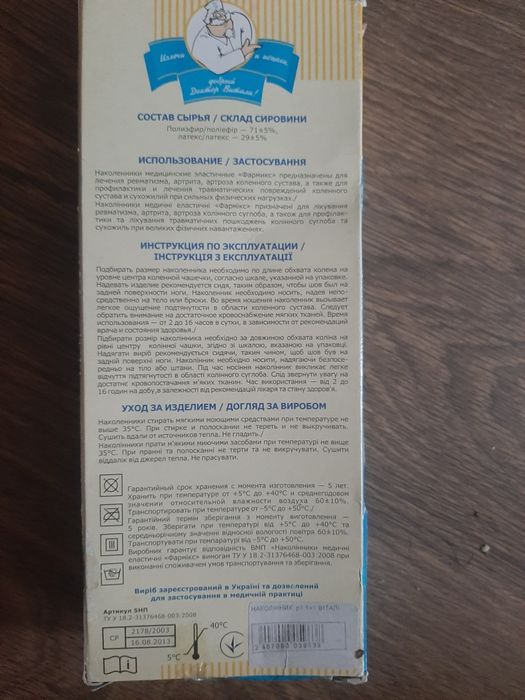 Излечи и исцели,
добрый
Доктор Витали!
СОСТАВ СЫРЬЯ / СКЛАД СИРОВИНИ
Полиэфир/поліефір — 71±5%,
латекс/латекс — 29±5%
ИСПОЛЬЗОВАНИЕ / ЗАСТОСУВАННЯ
Наколенники медицинские эластичные «Фармикс» предназначены для
лечения ревматизма, артрита, артроза коленного сустава, а также для
профилактики и лечения травматических повреждений коленного
сустава и сухожилий при сильных физических нагрузках./
Наколінники медичні еластичні «Фармікс» призначені для лікування
ревматизма, артрита, артроза колінного суглоба, а також для профілак-
тики та лікування травматичних пошкоджень колінного суглоба та
сухожиль при великих фізичних навантаженнях.
ИНСТРУКЦИЯ ПО ЭКСПЛУАТАЦИИ /
ІНСТРУКЦІЯ З ЕКСПЛУАТАЦІЇ
Подбирать размер наколенника необходимо по длине обхвата колена на
уровне центра коленной чашечки, согласно шкале, указанной на упаковке.
Надевать изделие рекомендуется сидя, таким образом, чтобы шов был на
задней поверхности ноги. Наколенник необходимо носить, надев непо-
средственно на тело или брюки. Во время ношения наколенник вызывает
легкое ощущение подтянутости в области коленного сустава. Следует
обратить внимание на достаточное кровоснабжение мягких тканей. Время
использования — от 2 до 16 часов в сутки, в зависимости от рекомендаций
врача и состояния здоровья./
Підбирати розмір наколінника необхідно за довжиною обхвата коліна на
рівні центру колінної чашки, згідно зі шкалою, вказаною на упаковці.
Надягати виріб рекомендується сидячи, таким чином, щоб шов був на
задній поверхні ноги. Наколінник необхідно носити, надягаючи безпосе-
редньо на тіло або штани. Під час носіння наколінник викликає легке
відчуття підтягнутості в області колінного суглоба. Слід звернути увагу на
достатнє кровопостачання м'яких тканин. Час використання — від 2 до
16 годин на добу,в залежності від рекомендацій лікаря та стану здоров'я.
УХОД ЗА ИЗДЕЛИЕМ / ДОГЛЯД ЗА ВИРОБОМ
Наколенники стирать мягкими моющими средствами при температуре не
выше 35°С. При стирке и полоскании не тереть и не выкручивать.
Сушить вдали от источников тепла. Не гладить./
Наколінники прати м'якими миючими засобами при температурі не вище
35°С. При пранні та полосканні не терти та не викручувати. Сушити
віддалік від джерел тепла. Не прасувати.
Гарантийный срок хранения с момента изготовления — 5 лет.
Хранить при температуре от +5°С до +40°С и среднегодовом
значении относительной влажности воздуха 60±10%.
Транспортировать при температуре от –5°С до +50°С./
Гарантійний термін зберігання з моменту виготовлення —
5 років. Зберігати при температурі від +5°С до +40°С та
середньорічному значенні відносної вологості повітря 60±10%.
Транспортувати при температурі від –5°С до +50°С.
Виробник гарантує відповідність ВМП «Наколінники медичні
еластичні «Фармікс» вимогам ТУ У 18.2-31376468-003:2008 при
виконанні споживачем умов транспортування та зберігання.
Виріб зареєстрований в Україні та дозволений
для застосування в медичній практиці
Артикул 5НП
ТУ У 18.2-31376468-003:2008
СР
2178/2003
16.08.2013
5°С
40°С
НАКОЛІННИК р1 1шт ВІТАЛІ